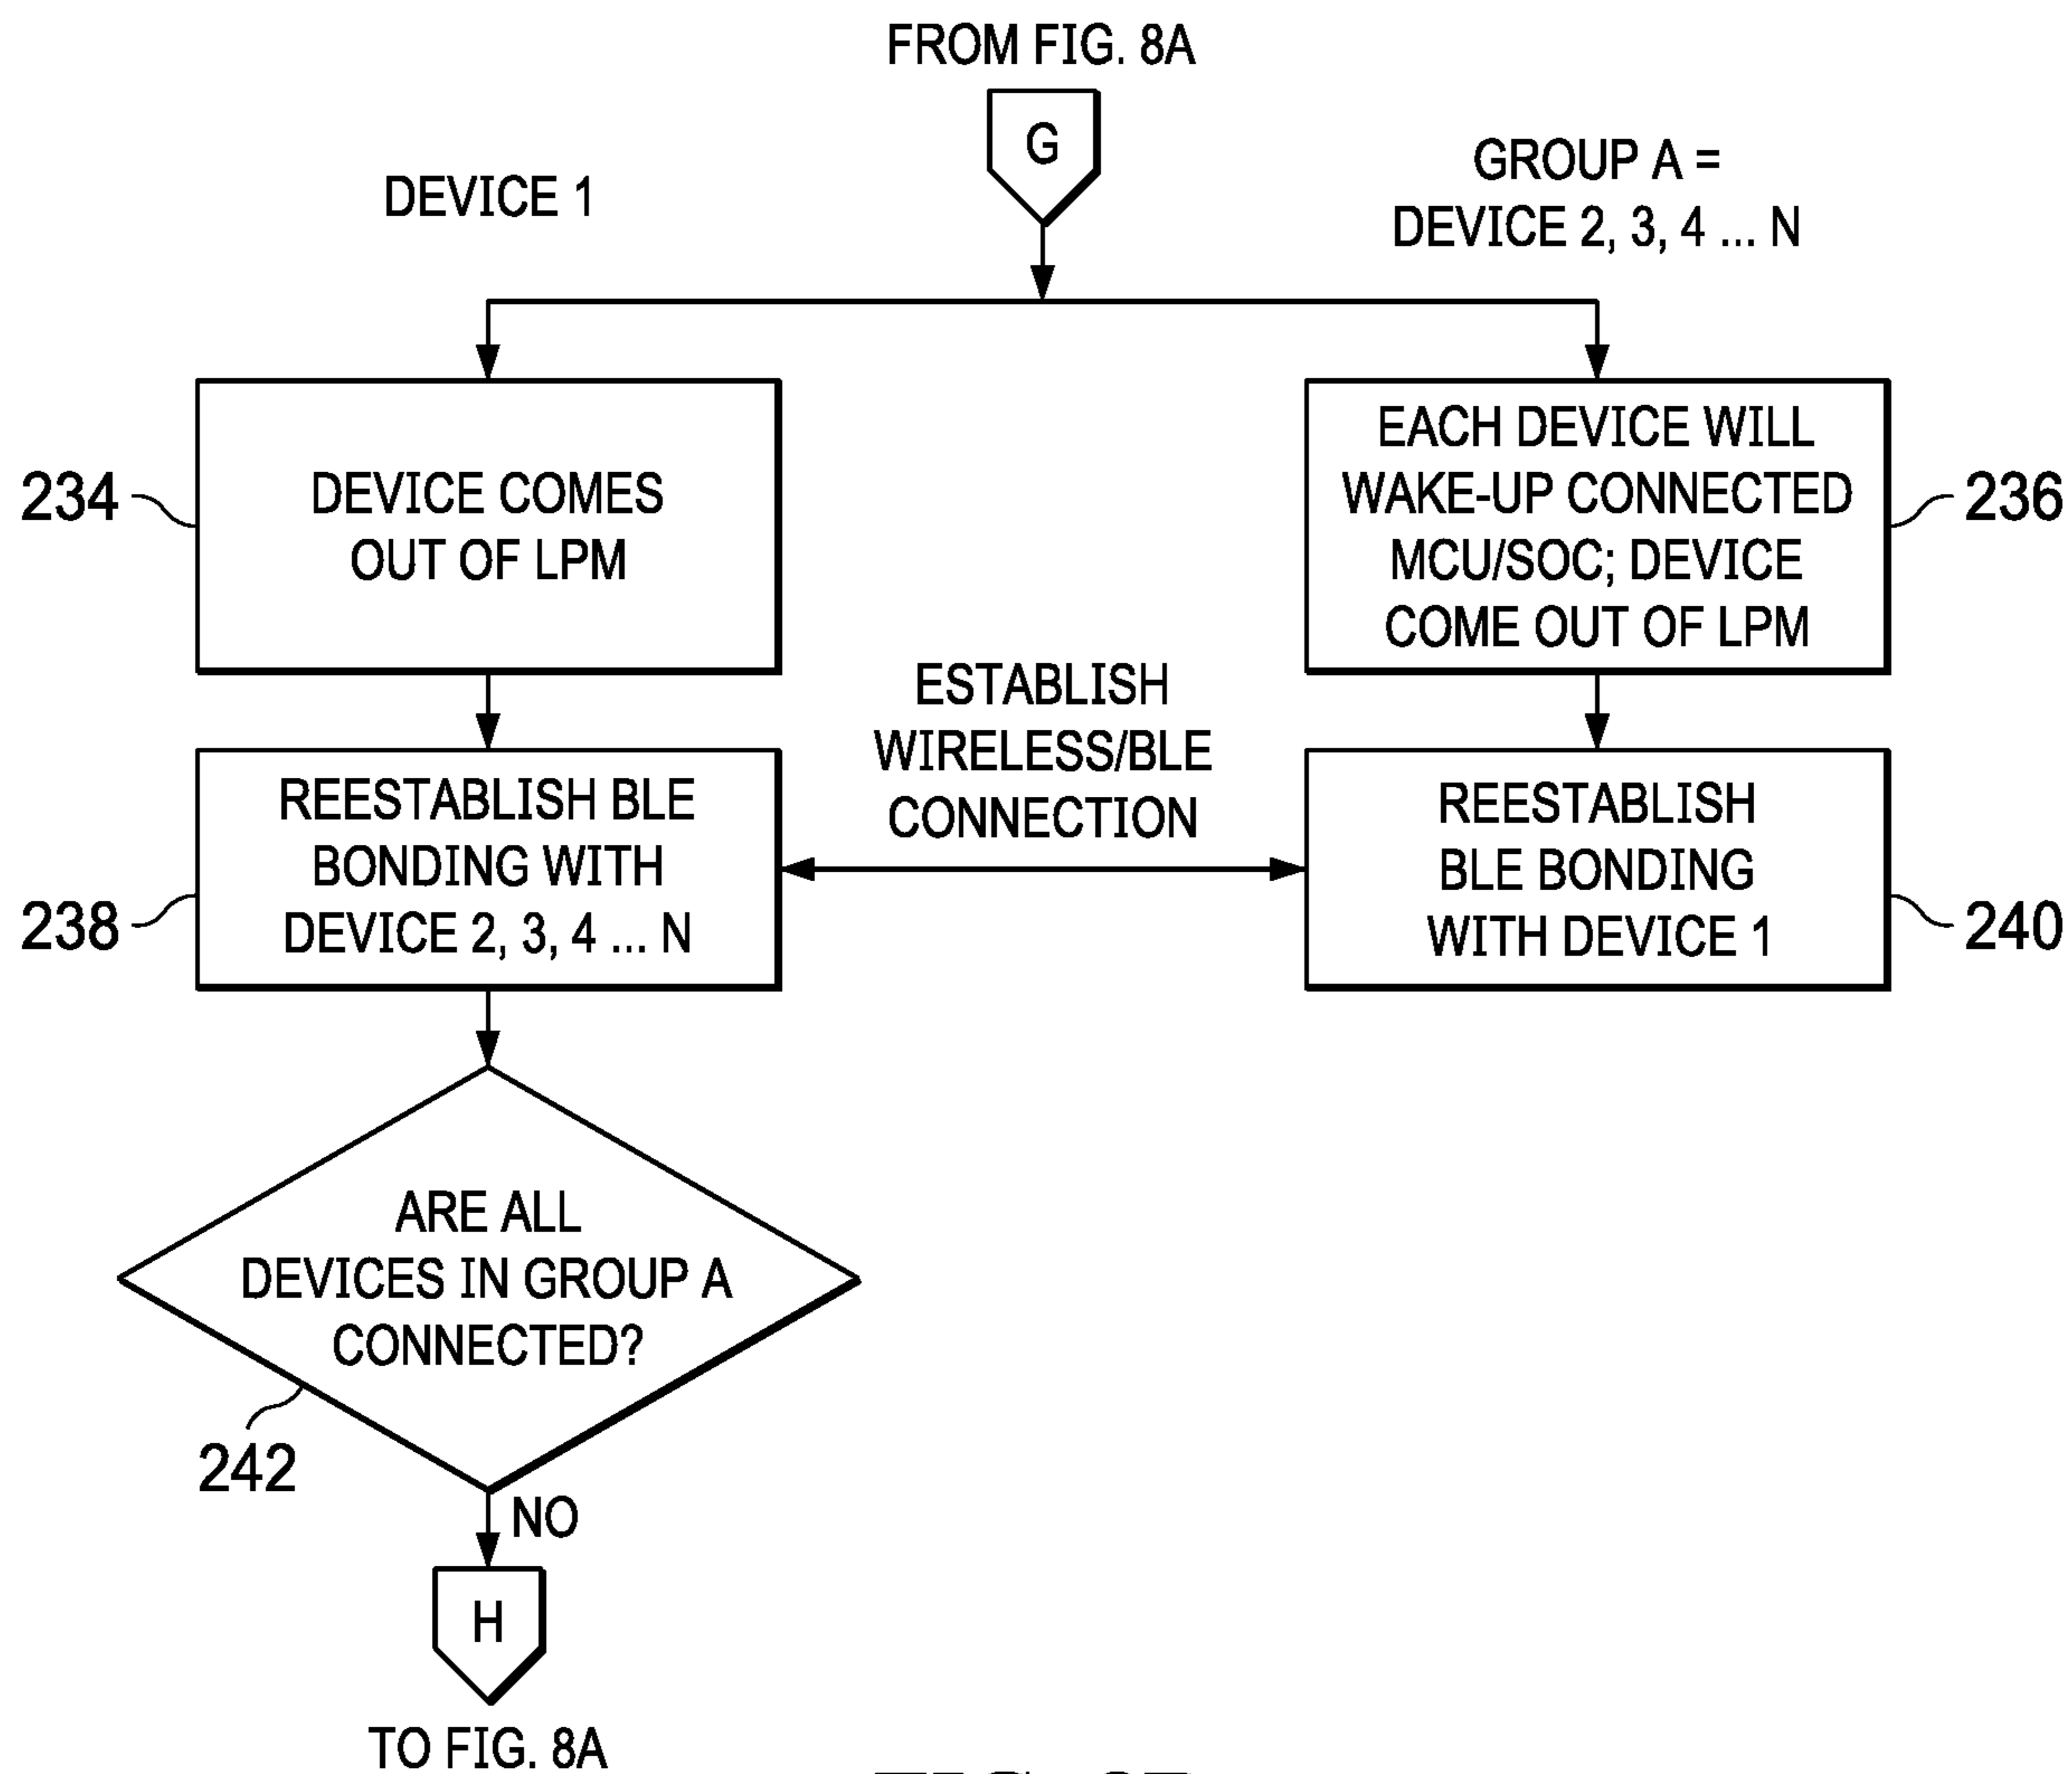 FROM FIG. 8A
G
DEVICE 1
GROUP A =
DEVICE 2, 3, 4 ... N
234
DEVICE COMES
OUT OF LPM
EACH DEVICE WILL
WAKE-UP CONNECTED
MCU/SOC; DEVICE
COME OUT OF LPM
236
ESTABLISH
WIRELESS/BLE
CONNECTION
238
REESTABLISH BLE
BONDING WITH
DEVICE 2, 3, 4 ... N
REESTABLISH
BLE BONDING
WITH DEVICE 1
240
ARE ALL
DEVICES IN GROUP A
CONNECTED?
242
NO
H
TO FIG. 8A